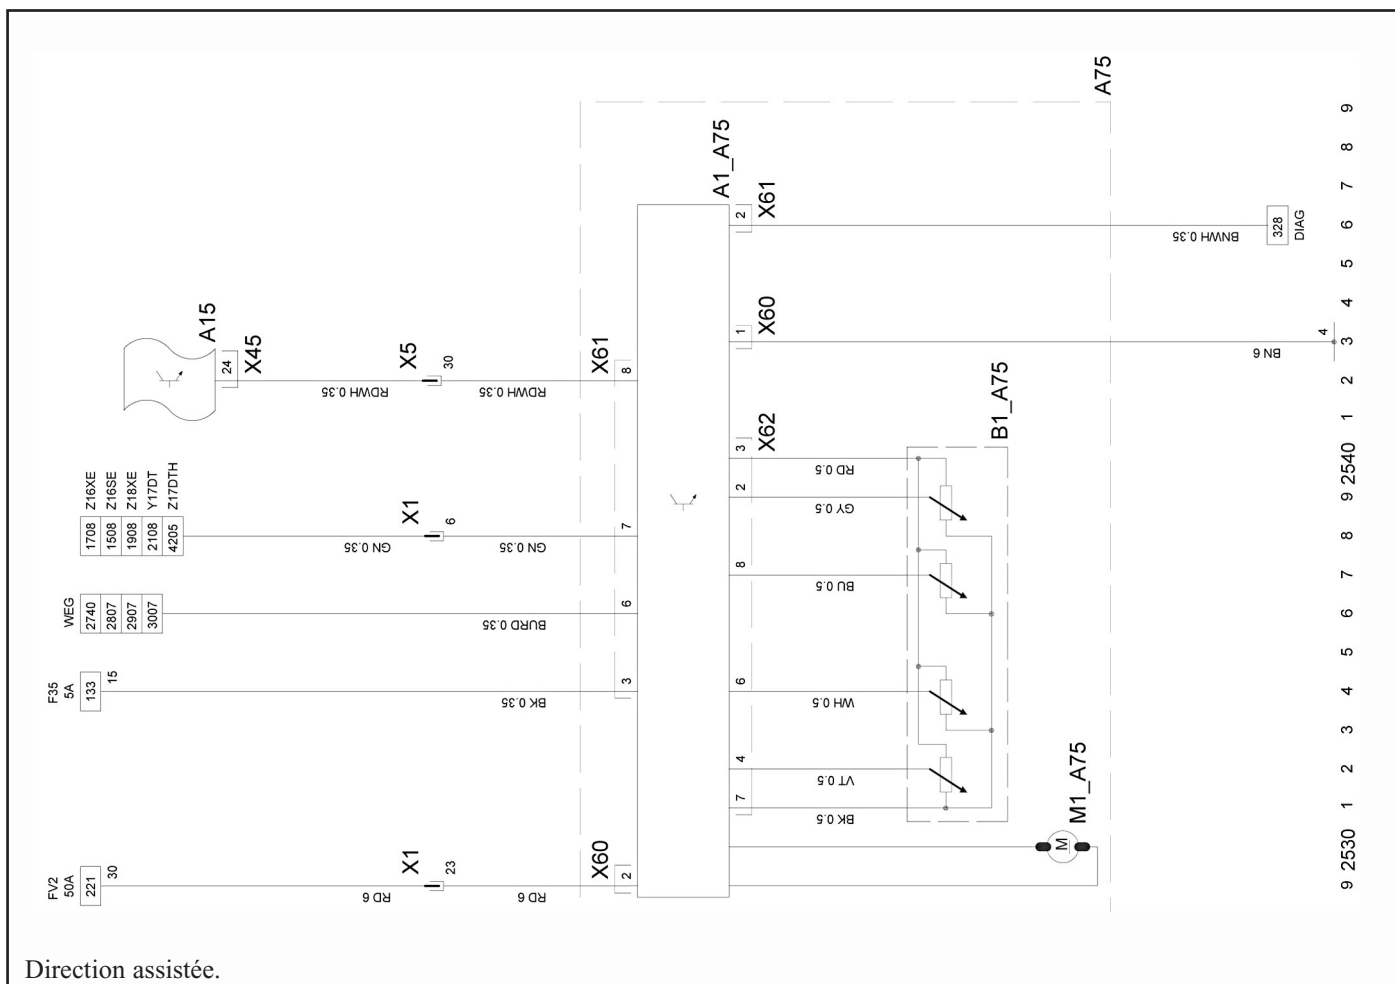 A75
A1_A75
A15
24
X45
X5
30
RDWH 0.35
RDWH 0.35
X61
8
2
X61
BNWH 0.35
328
DIAG
1
X60
BN 6
4
1708 Z16XE
1508 Z16SE
1908 Z18XE
2108 Y17DT
4205 Z17DTH
X1
6
GN 0.35
GN 0.35
7
WEG
2740
2807
2907
3007
BURD 0.35
6
F35
5A
133
15
BK 0.35
3
FV2
50A
221
30
X1
23
RD 6
RD 6
X60
2
X62
3
RD 0.5
2
GY 0.5
8
BU 0.5
6
WH 0.5
4
VT 0.5
7
BK 0.5
B1_A75
M
M1_A75
9 2530 1 2 3 4 5 6 7 8 9 2540 1 2 3 4 5 6 7 8 9
Direction assistée.